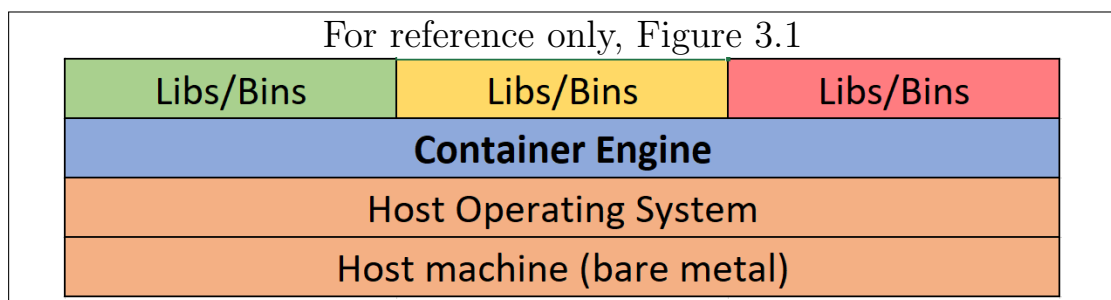 For reference only, Figure 3.1
Libs/Bins Libs/Bins Libs/Bins
Container Engine
Host Operating System
Host machine (bare metal)